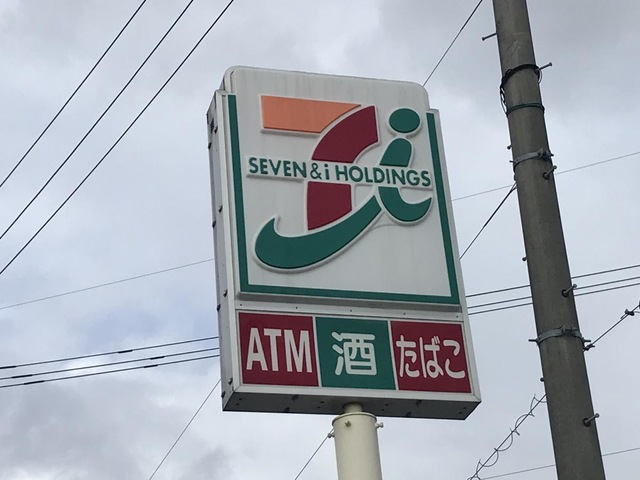 SEVEN & i HOLDINGS
ATM 酒 たばこ